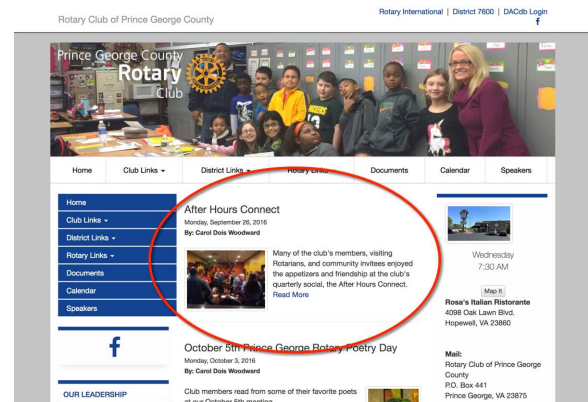 Rotary Club of Prince George County
Rotary International | District 7600 | DACdb Login
Prince George County
Rotary
Club
Home
Club Links
District Links
Rotary Links
Documents
Calendar
Speakers
Home
Club Links
District Links
Rotary Links
Documents
Calendar
Speakers
OUR LEADERSHIP
After Hours Connect
Monday, September 26, 2016
By: Carol Dois Woodward
Many of the club's members, visiting
Rotarians, and community invitees enjoyed
the appetizers and friendship at the club's
quarterly social, the After Hours Connect.
Read More
October 5th Prince George Rotary Poetry Day
Monday, October 3, 2016
By: Carol Dois Woodward
Club members read from some of their favorite poets
at our October 5th meeting
Wednesday
7:30 AM
Map It
Rosa's Italian Ristorante
4098 Oak Lawn Blvd.
Hopewell, VA 23860
Mail:
Rotary Club of Prince George
County
P.O. Box 441
Prince George, VA 23875